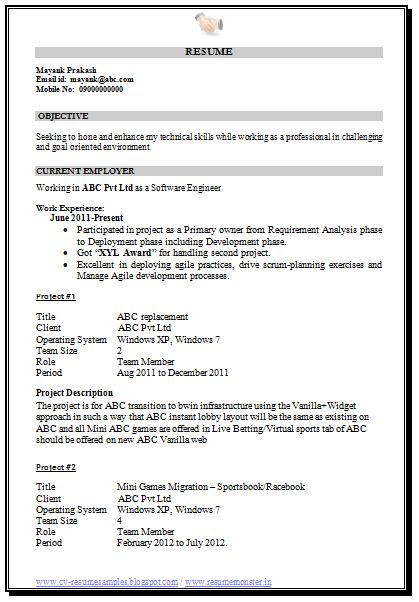 RESUME
Mayank Prakash
Email id: mayank@abc.com
Mobile No: 09000000000
OBJECTIVE
Seeking to hone and enhance my technical skills while working as a professional in challenging
and goal oriented environment.
CURRENT EMPLOYER
Working in ABC Pvt Ltd as a Software Engineer
Work Experience:
June 2011-Present
• Participated in project as a Primary owner from Requirement Analysis phase
to Deployment phase including Development phase.
• Got “XYL Award” for handling second project.
• Excellent in deploying agile practices, drive scrum-planning exercises and
Manage Agile development processes.
Project #1
Title ABC replacement
Client ABC Pvt Ltd
Operating System Windows XP, Windows 7
Team Size 2
Role Team Member
Period Aug 2011 to December 2011
Project Description
The project is for ABC transition to bwin infrastructure using the Vanilla+Widget
approach in such a way that ABC instant lobby layout will be the same as existing on
ABC and all Mini ABC games are offered in Live Betting/Virtual sports tab of ABC
should be offered on new ABC Vanilla web
Project #2
Title Mini Games Migration – Sportsbook/Racebook
Client ABC Pvt Ltd
Operating System Windows XP, Windows 7
Team Size 4
Role Team Member
Period February 2012 to July 2012.
www.cv-resumesamples.blogspot.com / www.resumemonster.in